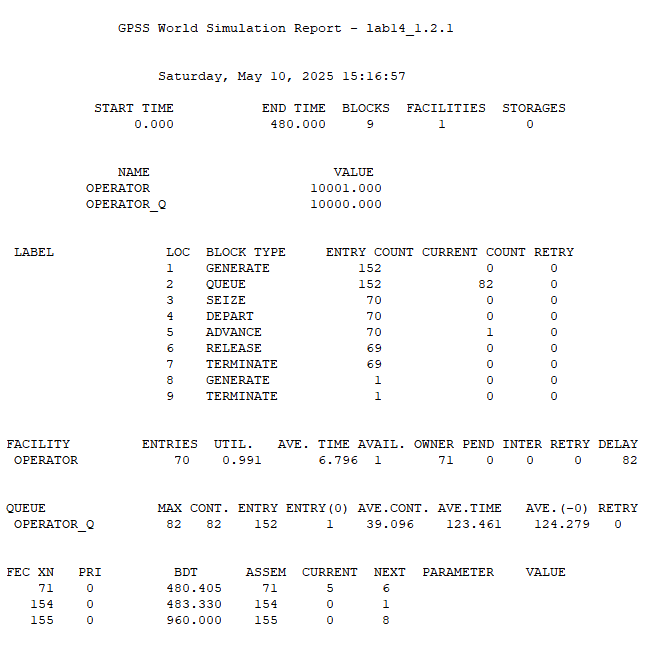 GPSS World Simulation Report - lab14_1.2.1
Saturday, May 10, 2025 15:16:57
START TIME END TIME BLOCKS FACILITIES STORAGES
0.000 480.000 9 1 0
NAME VALUE
OPERATOR 10001.000
OPERATOR_Q 10000.000
LABEL LOC BLOCK TYPE ENTRY COUNT CURRENT COUNT RETRY
1 GENERATE 152 0 0
2 QUEUE 152 82 0
3 SEIZE 70 0 0
4 DEPART 70 0 0
5 ADVANCE 70 1 0
6 RELEASE 69 0 0
7 TERMINATE 69 0 0
8 GENERATE 1 0 0
9 TERMINATE 1 0 0
FACILITY ENTRIES UTIL. AVE. TIME AVAIL. OWNER PEND INTER RETRY DELAY
OPERATOR 70 0.991 6.796 1 71 0 0 0 82
QUEUE MAX CONT. ENTRY ENTRY(0) AVE.CONT. AVE.TIME AVE.(-0) RETRY
OPERATOR_Q 82 82 152 1 39.096 123.461 124.279 0
FEC XN PRI BDT ASSEM CURRENT NEXT PARAMETER VALUE
71 0 480.405 71 5 6
154 0 483.330 154 0 1
155 0 960.000 155 0 8